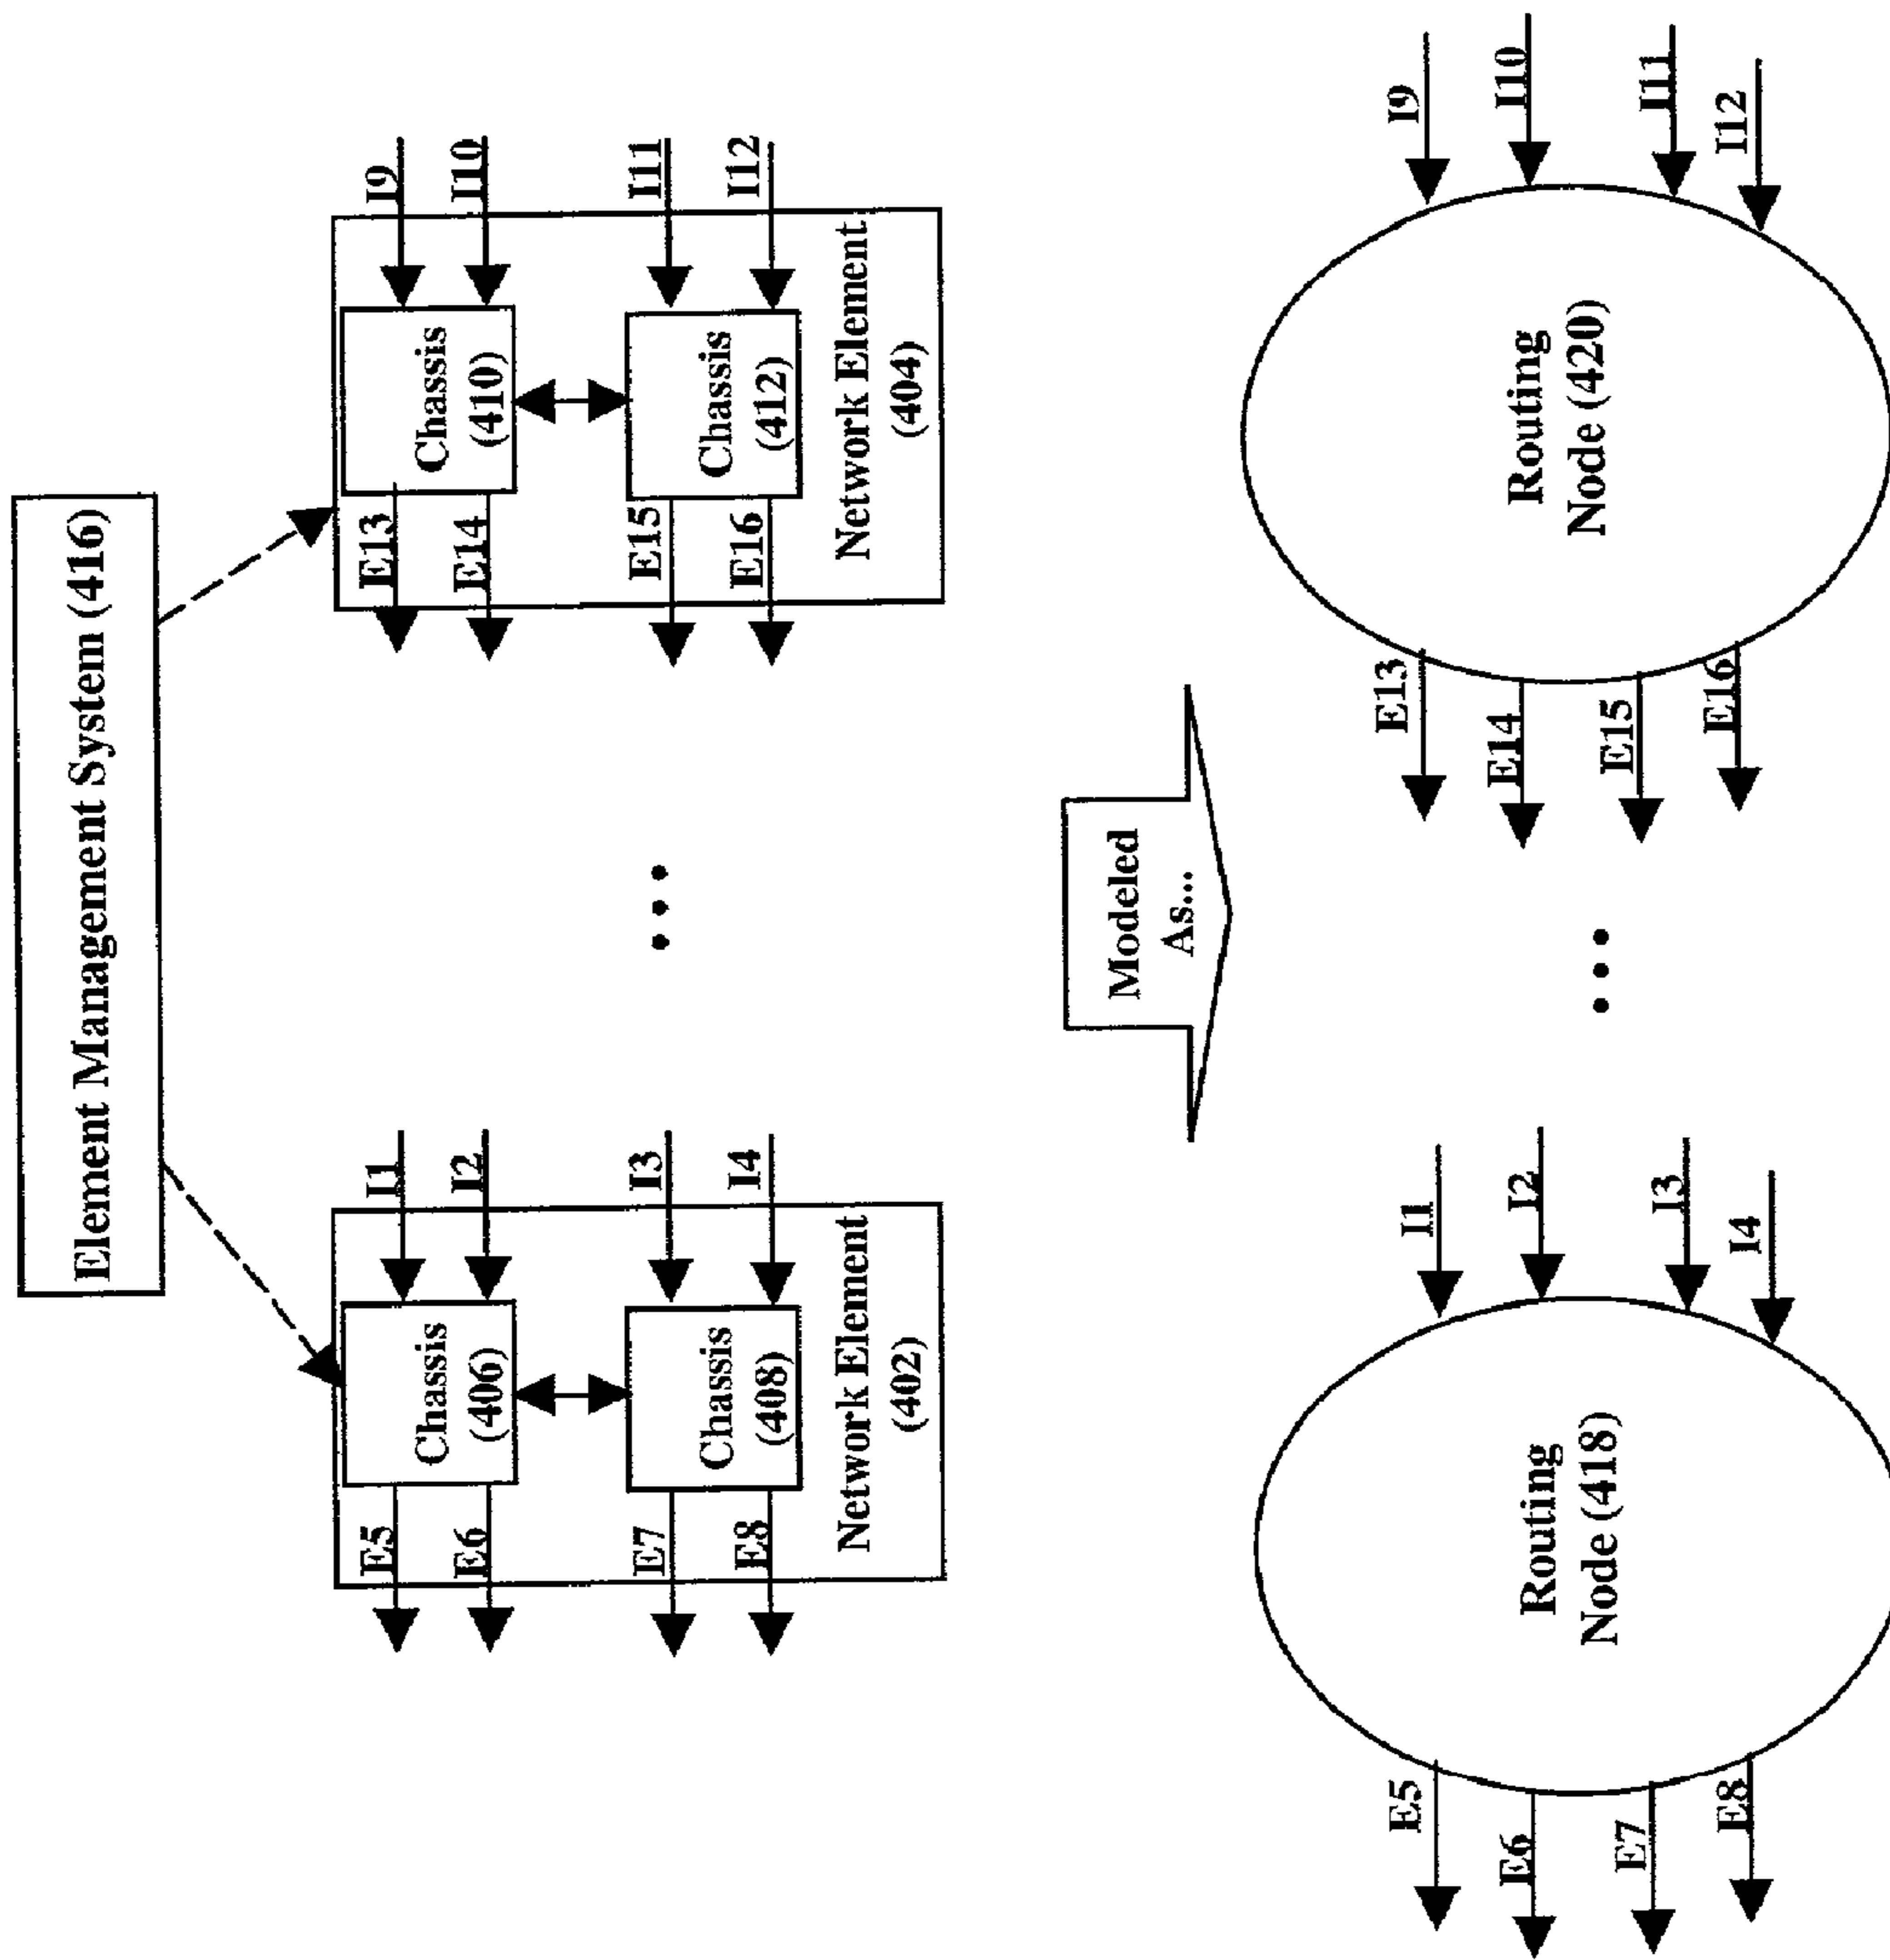 Element Management System (416)
I1
I2
I3
I4
Chassis
(406)
Chassis
(408)
E5
E6
E7
E8
Network Element
(402)
I9
I10
I11
I12
Chassis
(410)
Chassis
(412)
E13
E14
E15
E16
Network Element
(404)
Modeled
As...
I1
I2
I3
I4
Routing
Node (418)
E5
E6
E7
E8
I9
I10
I11
I12
Routing
Node (420)
E13
E14
E15
E16